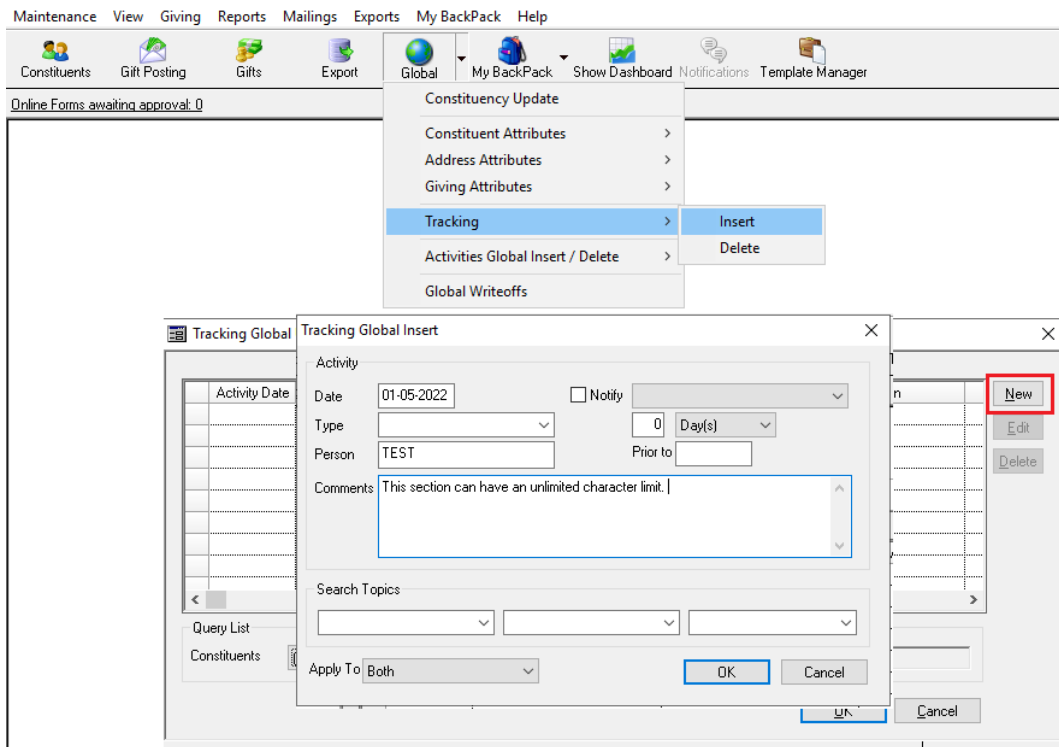 Maintenance View Giving Reports Mailings Exports My BackPack Help
Constituents Gift Posting Gifts Export Global My BackPack Show Dashboard Notifications Template Manager
Online Forms awaiting approval: 0
Constituency Update
Constituent Attributes
Address Attributes
Giving Attributes
Tracking Insert
Delete
Activities Global Insert / Delete
Global Writeoffs
Tracking Global
Tracking Global Insert
Activity
Activity Date
Date 01-05-2022 Notify
New
Type 0 Day(s)
Edit
Person TEST Prior to
Delete
Comments This section can have an unlimited character limit.
Search Topics
Query List
Constituents
Apply To Both OK Cancel
OK Cancel